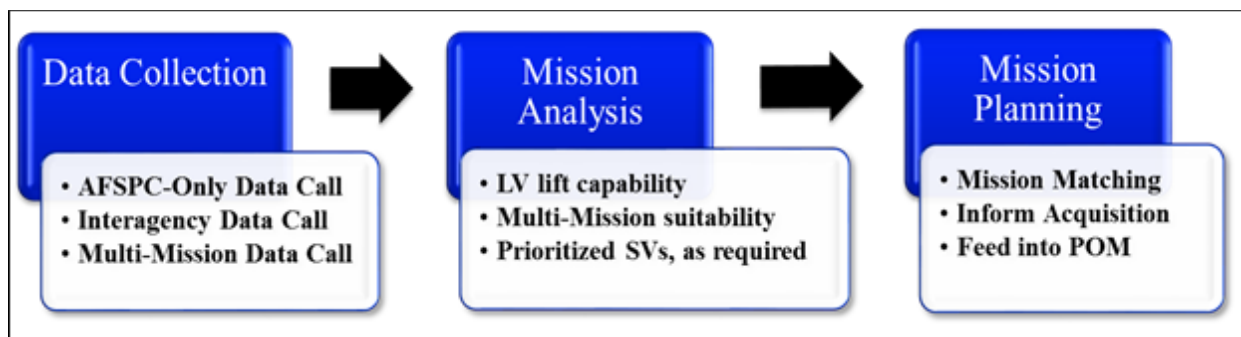 Data Collection
• AFSPC-Only Data Call
• Interagency Data Call
• Multi-Mission Data Call
Mission
Analysis
• LV lift capability
• Multi-Mission suitability
• Prioritized SVs, as required
Mission
Planning
• Mission Matching
• Inform Acquisition
• Feed into POM